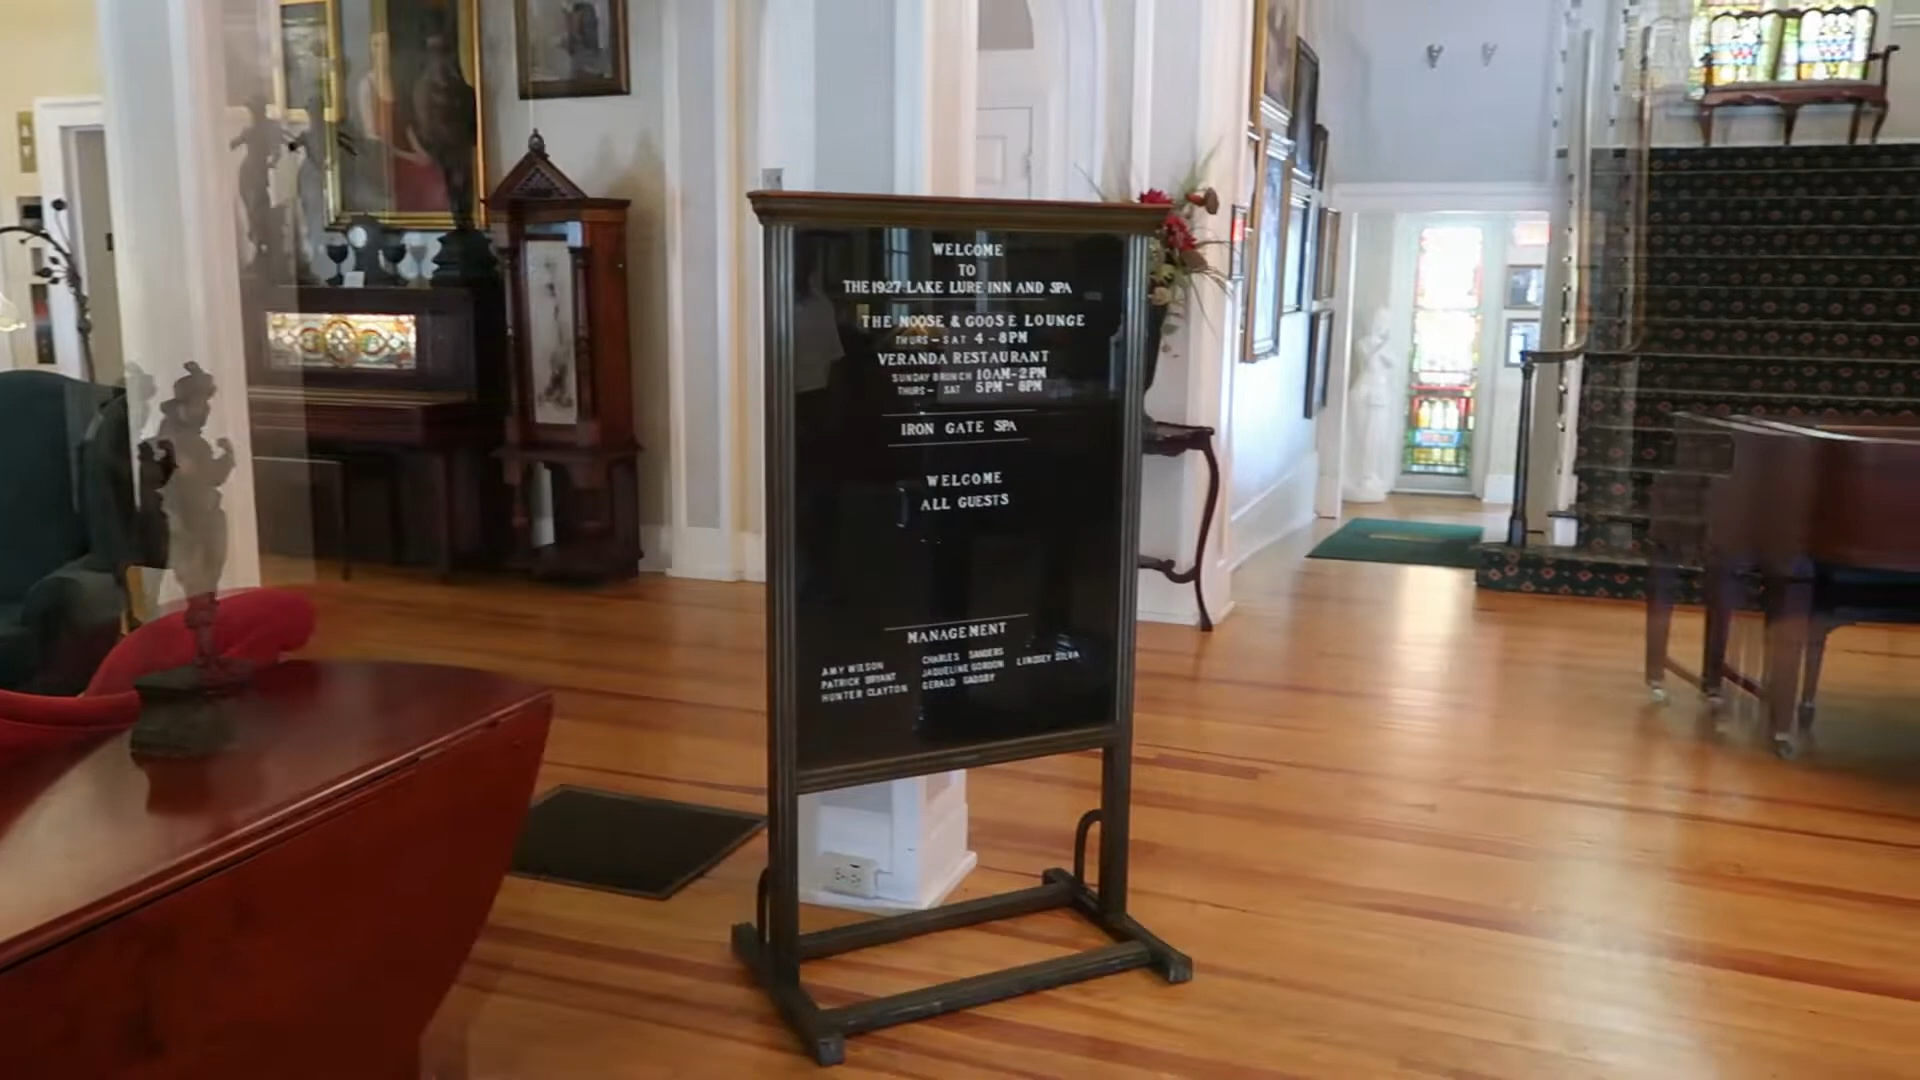 WELCOME
TO
THE 1927 LAKE LURE INN AND SPA
THE MOOSE & GOOSE LOUNGE
THURS - SAT 4 - 8PM
VERANDA RESTAURANT
SUNDAY BRUNCH 10AM-2PM
THURS - SAT 5PM - 8PM
IRON GATE SPA
WELCOME
ALL GUESTS
MANAGEMENT
AMY WILSON CHARLES SANDERS LINDSEY SILVA
PATRICK BRYANT JAQUELINE GORDON
HUNTER CLAYTON GERALD GADSBY